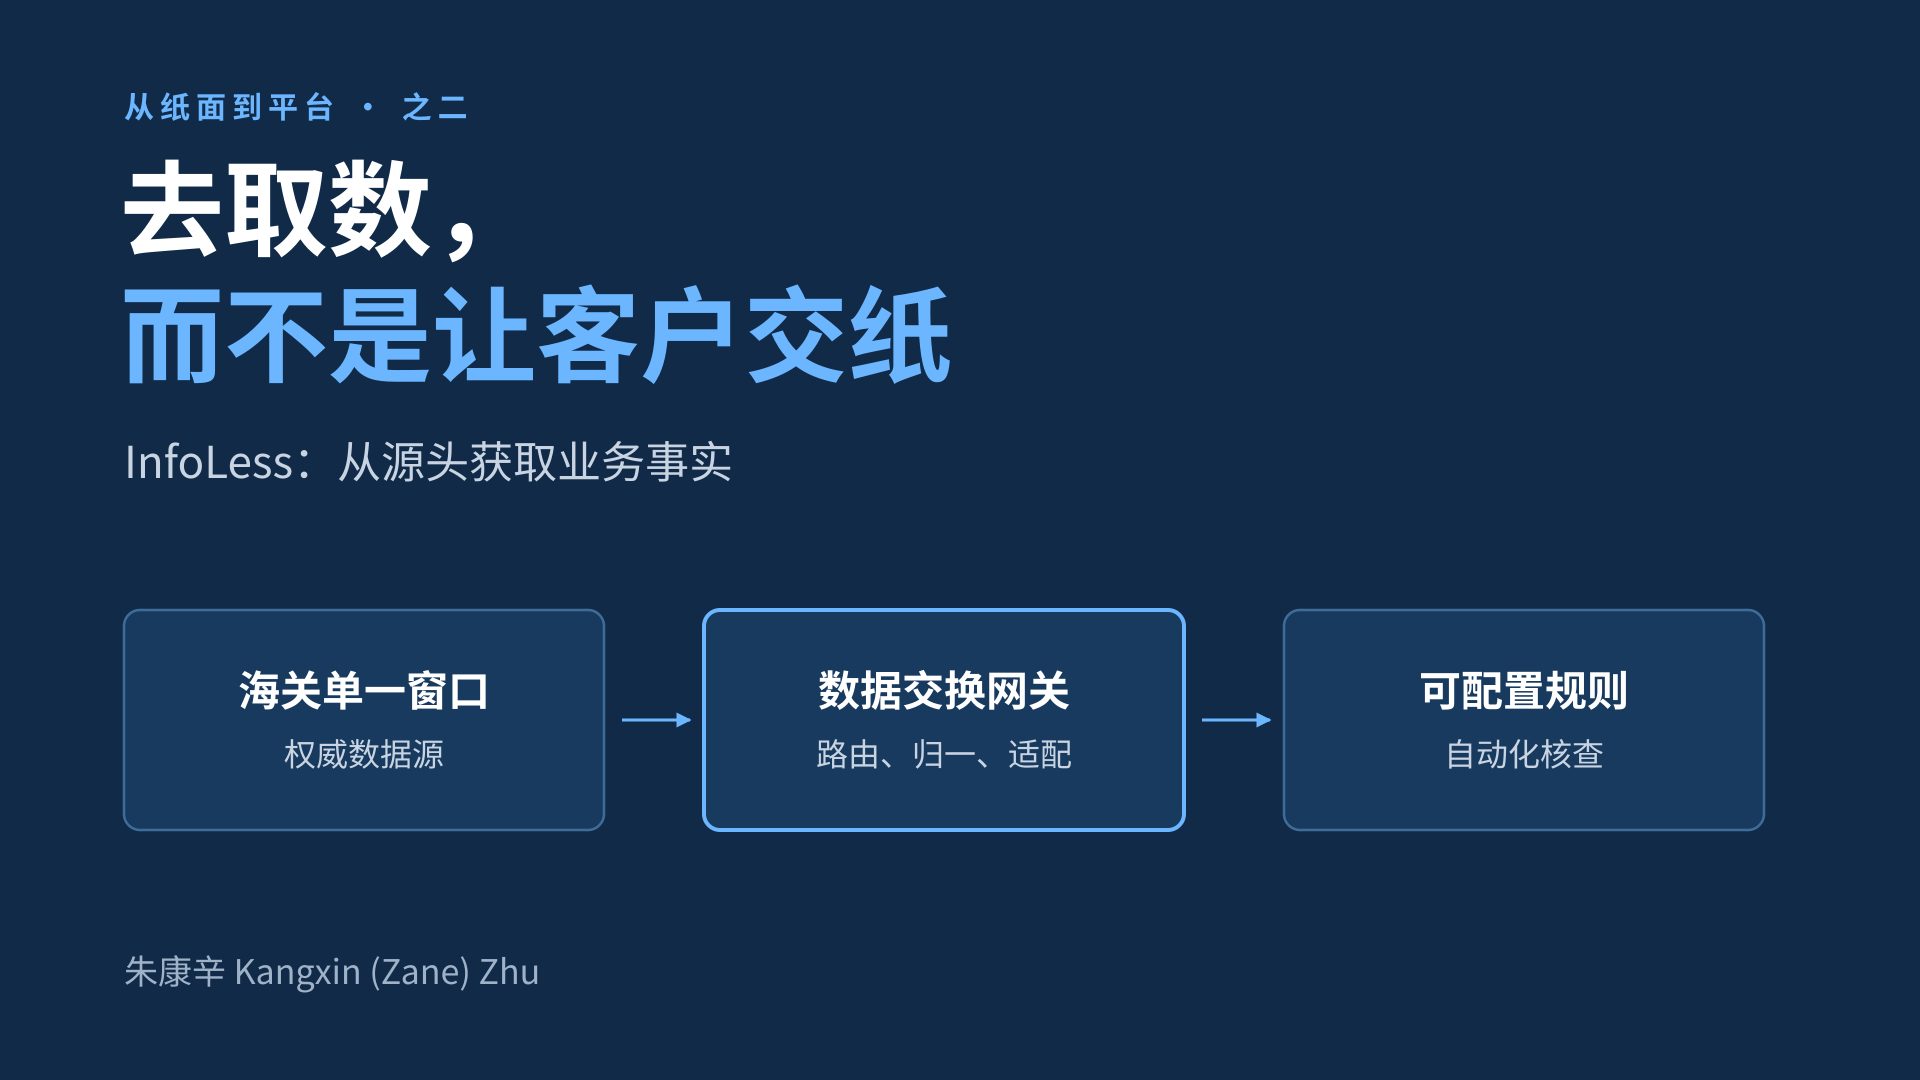 从纸面到平台 · 之二
去取数，
而不是让客户交纸
InfoLess：从源头获取业务事实
海关单一窗口
权威数据源
数据交换网关
路由、归一、适配
可配置规则
自动化核查
朱康辛 Kangxin (Zane) Zhu